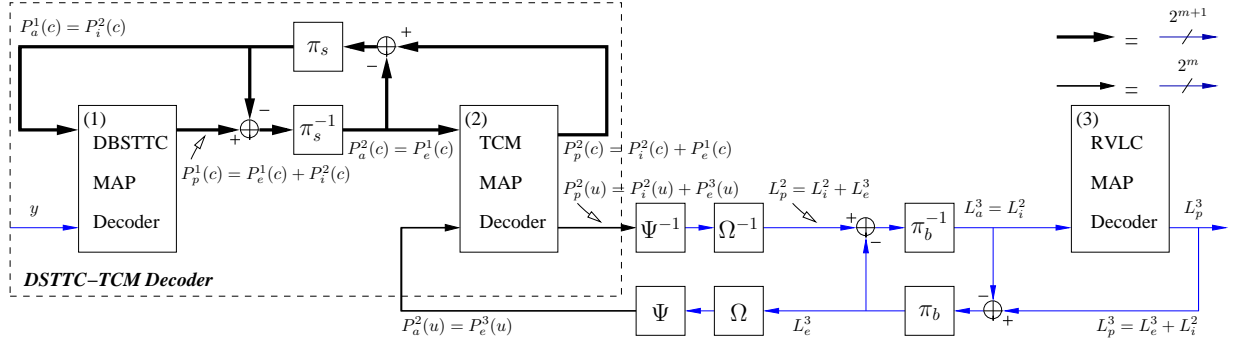 P_a^1(c)=P_i^2(c)
π_s
+
−
2^{m+1}
=
2^m
=
(1)
DBSTTC
MAP
Decoder
−
+
π_s^{-1}
(2)
TCM
MAP
Decoder
(3)
RVLC
MAP
Decoder
P_a^2(c)=P_e^1(c)
P_p^2(c)=P_i^2(c)+P_e^1(c)
P_p^1(c)=P_e^1(c)+P_i^2(c)
P_p^2(u)=P_i^2(u)+P_e^3(u)
L_p^2=L_i^2+L_e^3
y
Ψ^{-1}
Ω^{-1}
+
−
π_b^{-1}
L_a^3=L_i^2
L_p^3
DSTTC–TCM Decoder
Ψ
Ω
π_b
−
+
P_a^2(u)=P_e^3(u)
L_e^3
L_p^3=L_e^3+L_i^2